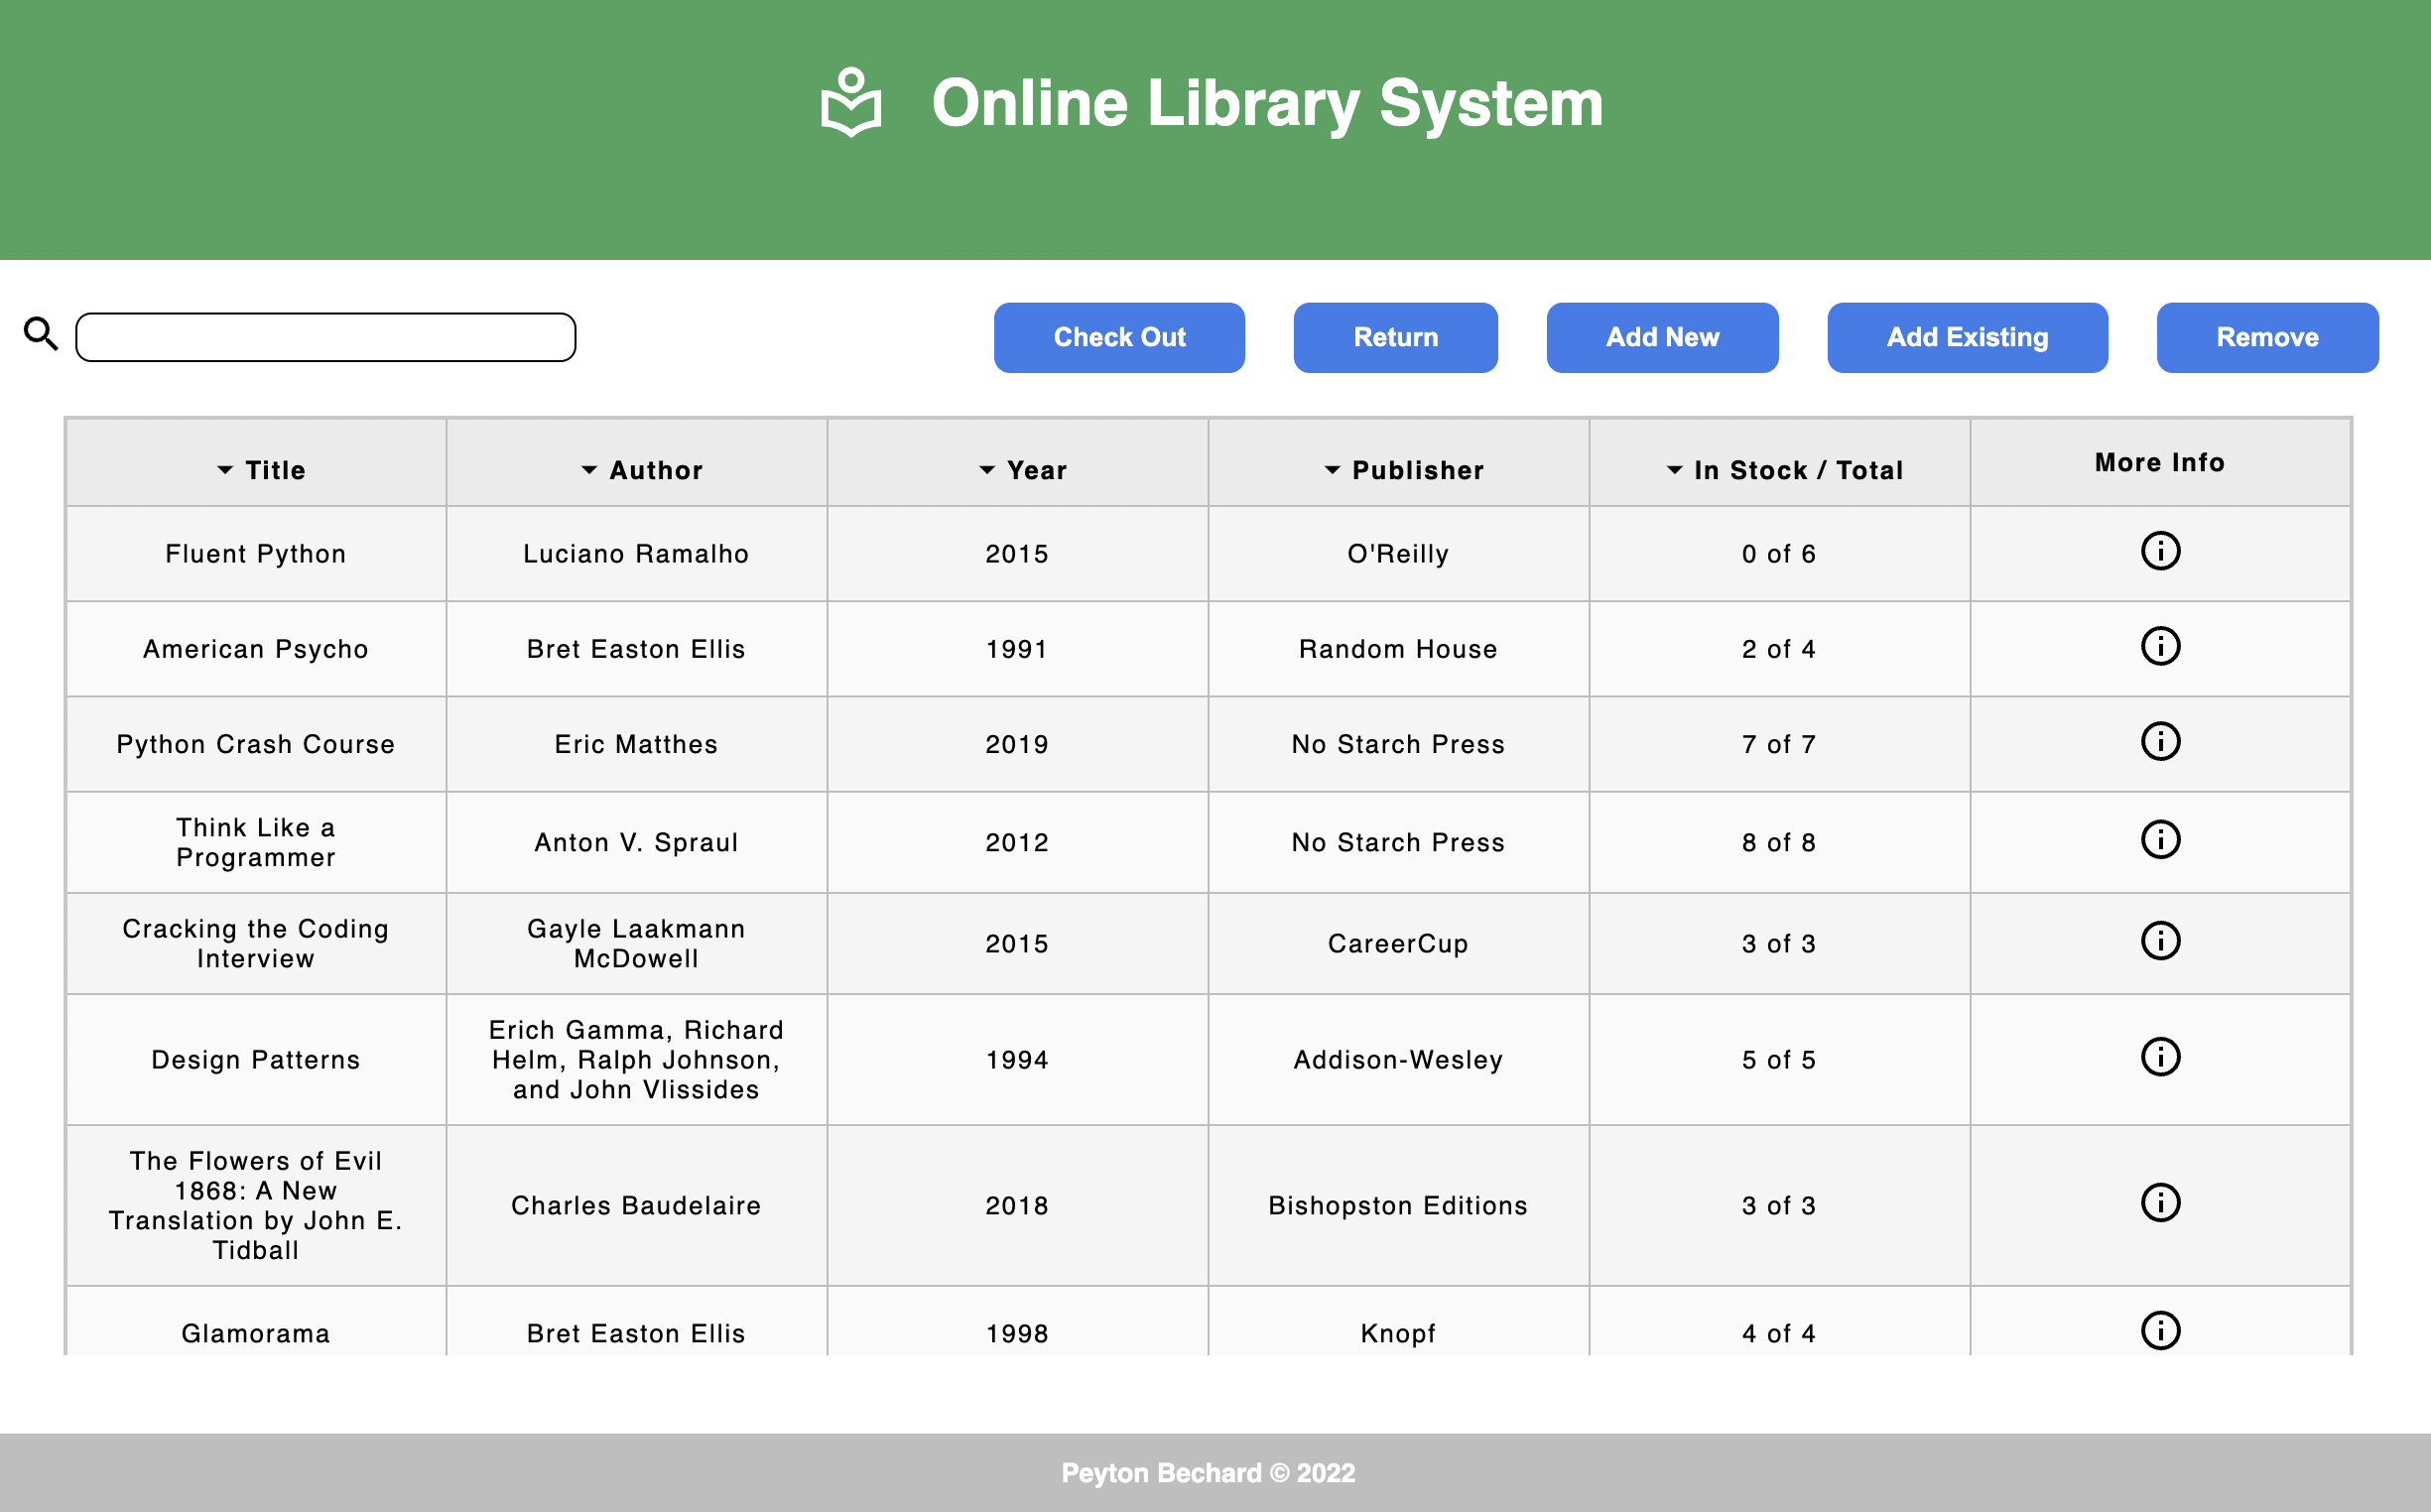 Online Library System
Check Out Return Add New Add Existing Remove
Title Author Year Publisher In Stock / Total More Info
Fluent Python Luciano Ramalho 2015 O'Reilly 0 of 6
American Psycho Bret Easton Ellis 1991 Random House 2 of 4
Python Crash Course Eric Matthes 2019 No Starch Press 7 of 7
Think Like a
Programmer
Anton V. Spraul 2012 No Starch Press 8 of 8
Cracking the Coding
Interview
Gayle Laakmann
McDowell
2015 CareerCup 3 of 3
Design Patterns
Erich Gamma, Richard
Helm, Ralph Johnson,
and John Vlissides
1994 Addison-Wesley 5 of 5
The Flowers of Evil
1868: A New
Translation by John E.
Tidball
Charles Baudelaire 2018 Bishopston Editions 3 of 3
Glamorama Bret Easton Ellis 1998 Knopf 4 of 4
Peyton Bechard © 2022